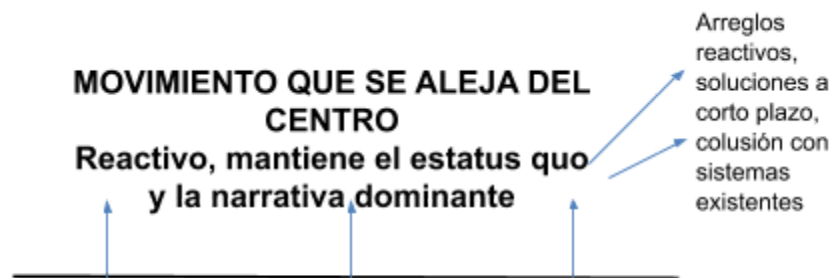 MOVIMIENTO QUE SE ALEJA DEL
CENTRO
Reactivo, mantiene el estatus quo
y la narrativa dominante
Arreglos
reactivos,
soluciones a
corto plazo,
colusión con
sistemas
existentes